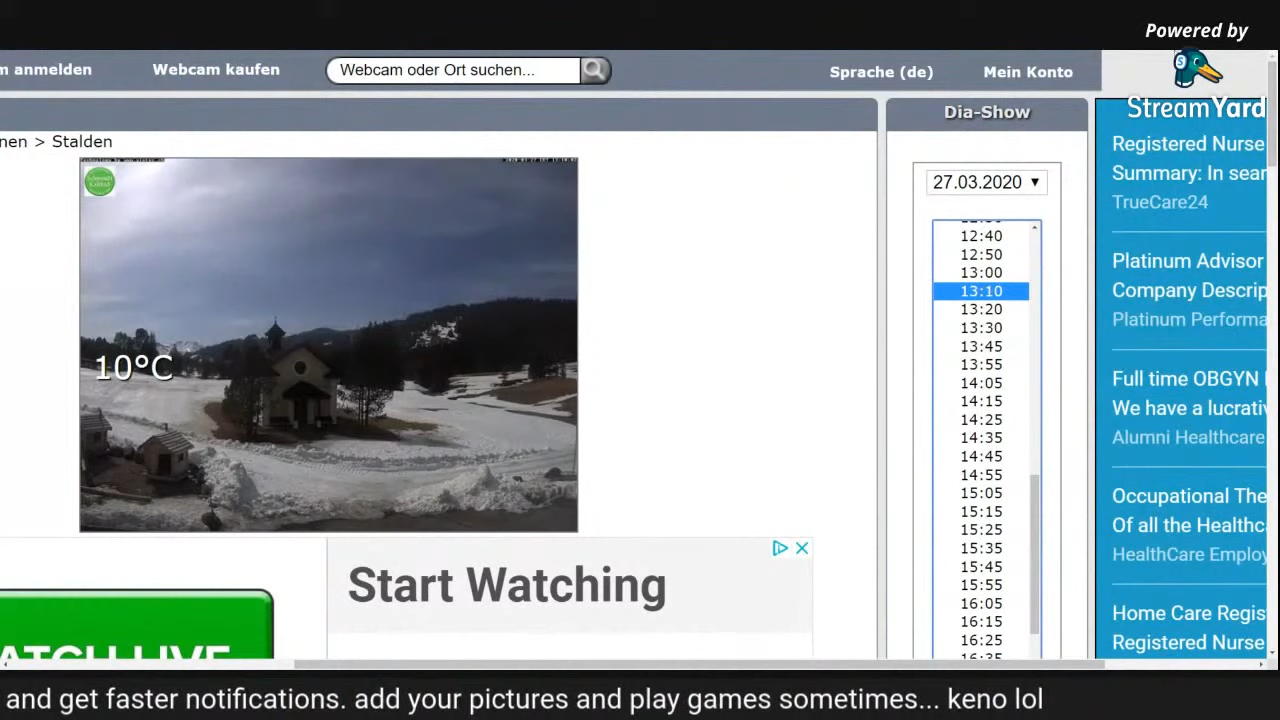 Powered by
StreamYard
m anmelden
Webcam kaufen
Webcam oder Ort suchen...
Sprache (de)
Mein Konto
nen > Stalden
10°C
Dia-Show
27.03.2020
12:40
12:50
13:00
13:10
13:20
13:30
13:45
13:55
14:05
14:15
14:25
14:35
14:45
14:55
15:05
15:15
15:25
15:35
15:45
15:55
16:05
16:15
16:25
16:35
Registered Nurse
Summary: In sear
TrueCare24
Platinum Advisor
Company Descrip
Platinum Performa
Full time OBGYN
We have a lucrativ
Alumni Healthcare
Occupational The
Of all the Healthc
HealthCare Employ
Home Care Regis
Registered Nurse
Start Watching
ATCH LIVE
and get faster notifications. add your pictures and play games sometimes... keno lol